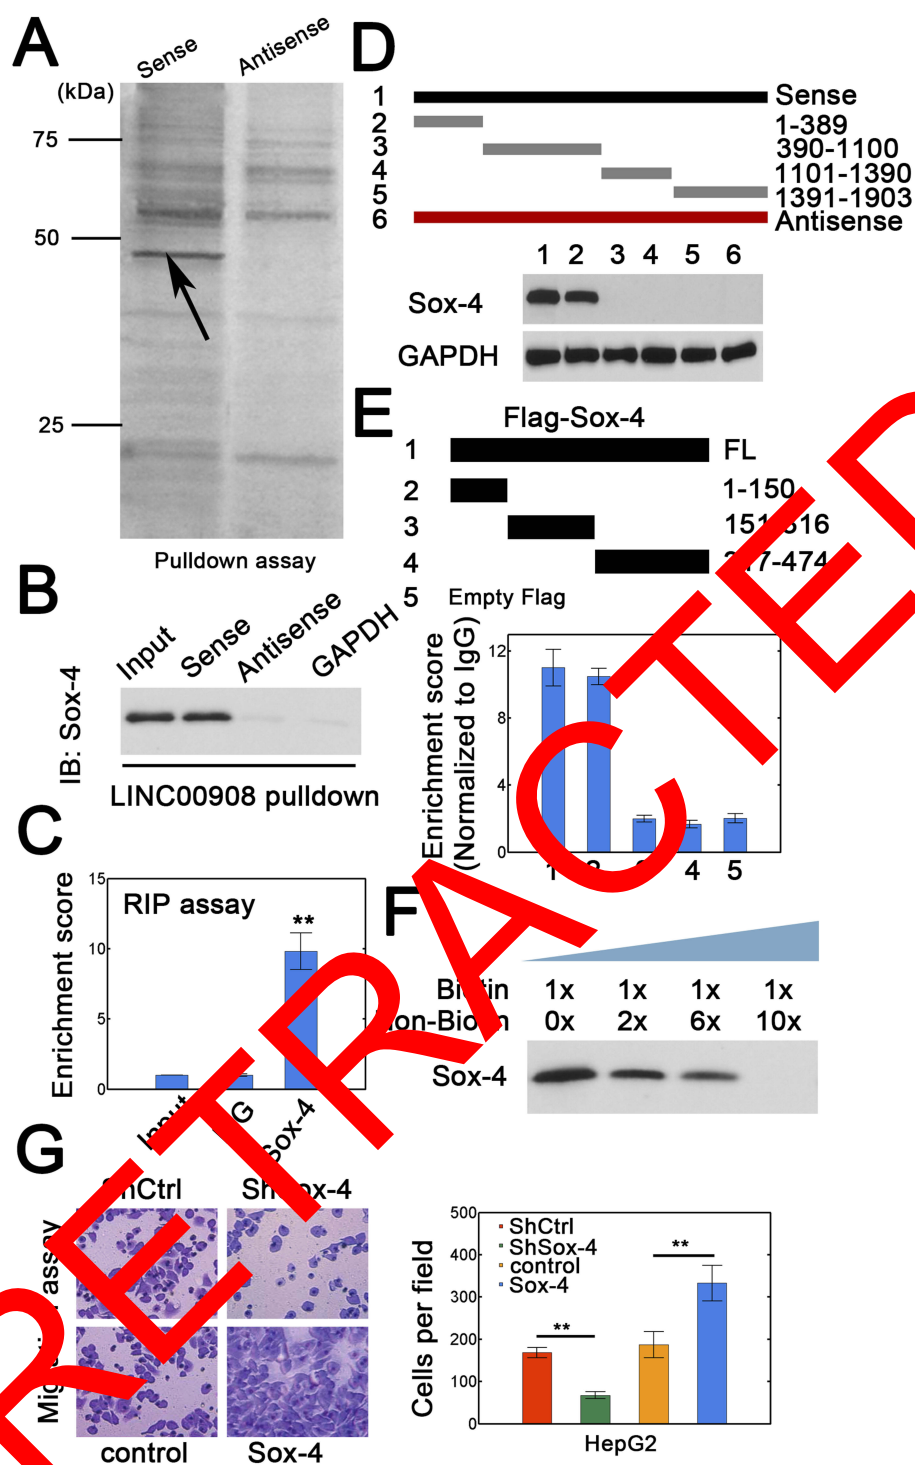 A
Sense
Antisense
(kDa)
75
50
25
Pulldown assay
B
Input
Sense
Antisense
GAPDH
IB: Sox-4
LINC00908 pulldown
C
RIP assay
Enrichment score
15
10
5
0
**
Sox-4
D
1 Sense
2 1-389
3 390-1100
4 1101-1390
5 1391-1903
6 Antisense
1 2 3 4 5 6
Sox-4
GAPDH
E
Flag-Sox-4
1 FL
2 1-150
3
4
5 Empty Flag
Enrichment score
(Normalized to IgG)
12
8
4
0
1 4 5
F
1x 1x 1x 1x
0x 2x 6x 10x
Sox-4
G
control
Sox-4
500
400
300
200
100
0
Cells per field
ShCtrl
ShSox-4
control
Sox-4
**
**
HepG2
RETRACTED